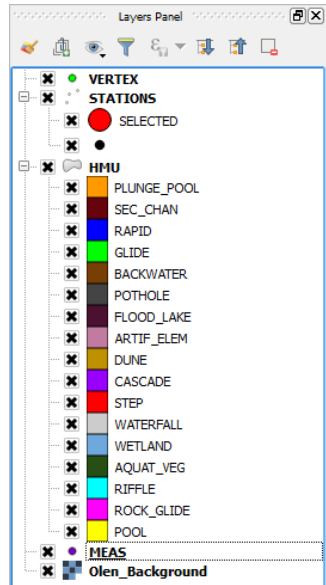 Layers Panel
VERTEX
STATIONS
SELECTED
HMU
PLUNGE_POOL
SEC_CHAN
RAPID
GLIDE
BACKWATER
POTHOLE
FLOOD_LAKE
ARTIF_ELEM
DUNE
CASCADE
STEP
WATERFALL
WETLAND
AQUAT_VEG
RIFFLE
ROCK_GLIDE
POOL
MEAS
Olen_Background